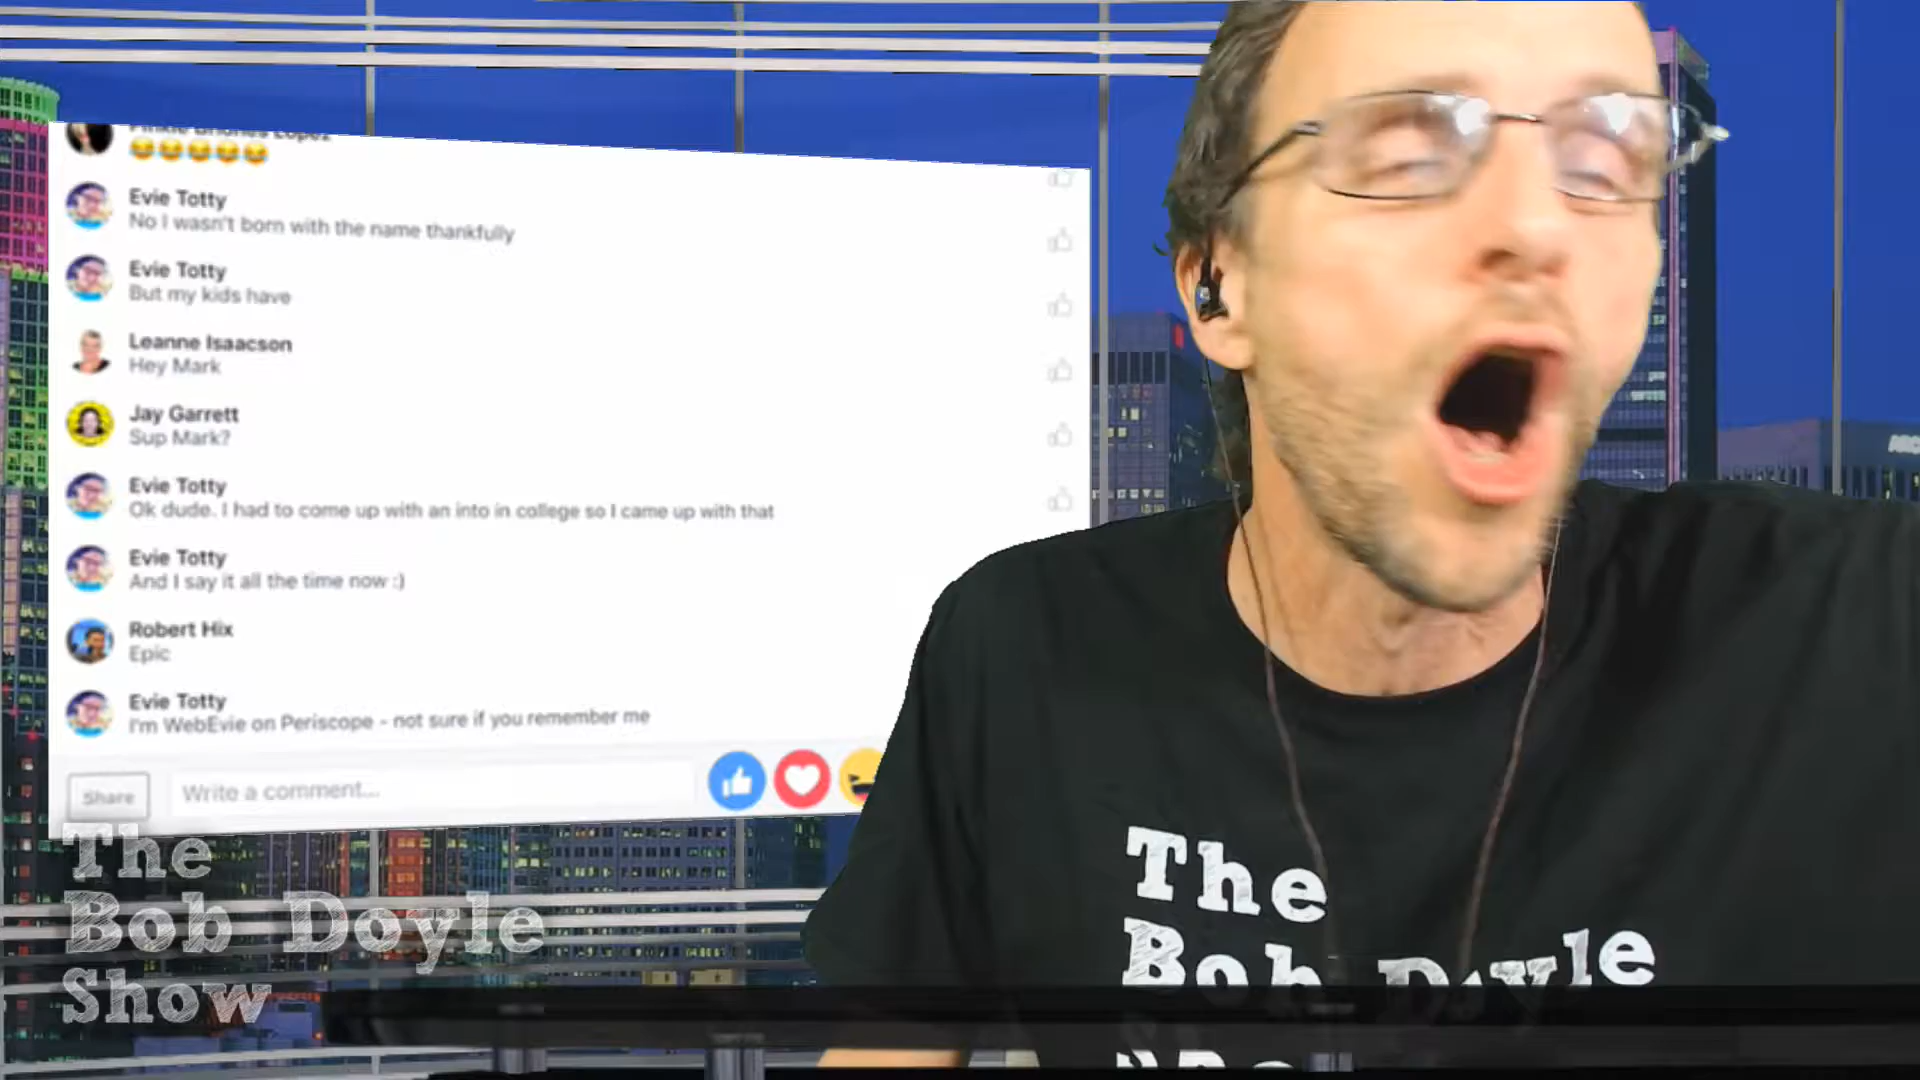 Evie Totty
No I wasn't born with the name thankfully
Evie Totty
But my kids have
Leanne Isaacson
Hey Mark
Jay Garrett
Sup Mark?
Evie Totty
Ok dude. I had to come up with an into in college so I came up with that
Evie Totty
And I say it all the time now :)
Robert Hix
Epic
Evie Totty
I'm WebEvie on Periscope - not sure if you remember me
Share
Write a comment...
The
Bob Doyle
Show
The
Bob Doyle